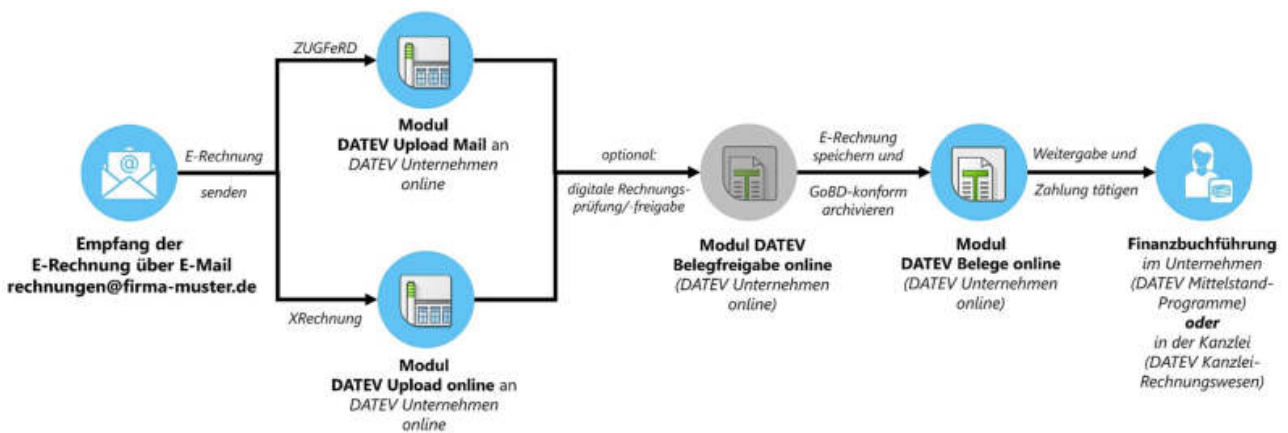 ZUGFeRD
Modul
DATEV Upload Mail an
DATEV Unternehmen
online
E-Rechnung
senden
@
Empfang der
E-Rechnung über E-Mail
rechnungen@firma-muster.de
XRechnung
Modul
DATEV Upload online an
DATEV Unternehmen
online
optional:
digitale Rechnungs-
prüfung/-freigabe
Modul DATEV
Belegfreigabe online
(DATEV Unternehmen
online)
E-Rechnung
speichern und
GoBD-konform
archivieren
Modul
DATEV Belege online
(DATEV Unternehmen
online)
Weitergabe und
Zahlung tätigen
Finanzbuchführung
im Unternehmen
(DATEV Mittelstand-
Programme)
oder
in der Kanzlei
(DATEV Kanzlei-
Rechnungswesen)